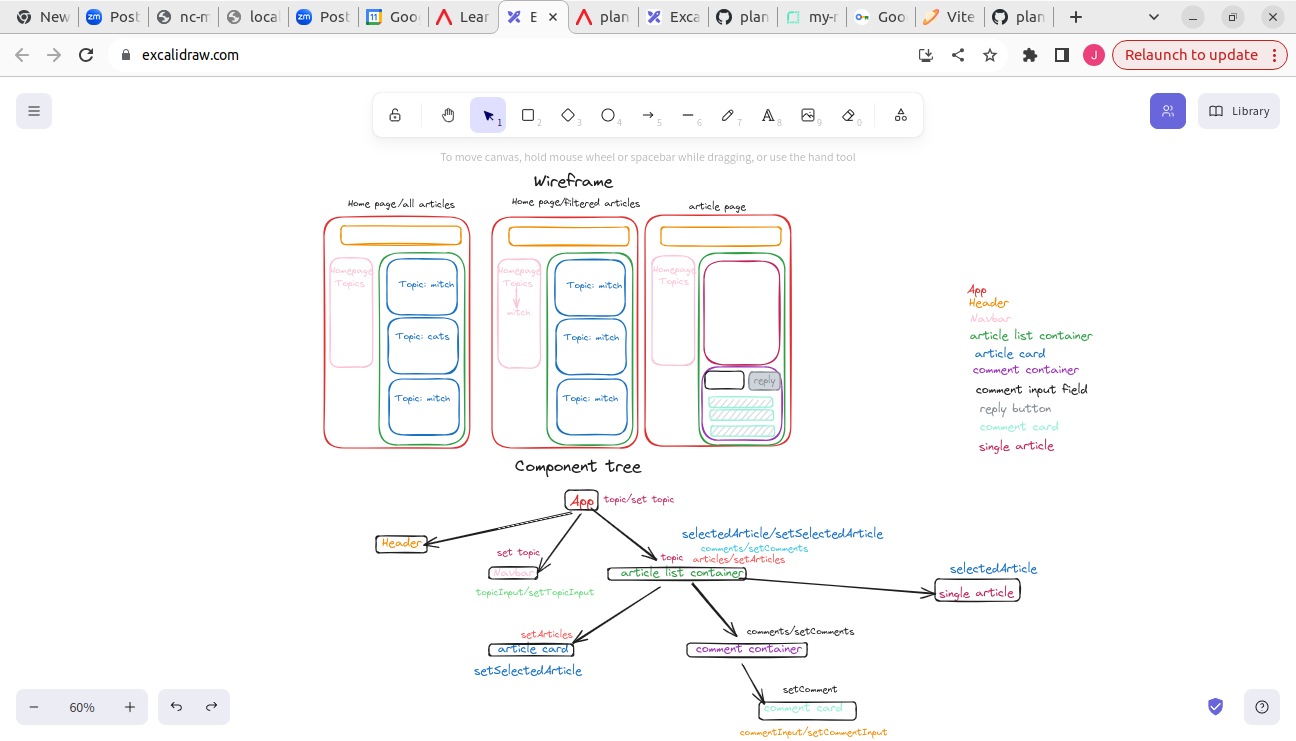 New
Post
nc-m
local
Post
Goo
Lear
E
plan
Exca
plan
my-r
Goo
Vite
plan
excalidraw.com
J
Relaunch to update
1
2
3
4
5
6
7
8
9
0
Library
To move canvas, hold mouse wheel or spacebar while dragging, or use the hand tool
Wireframe
Home page/all articles
Home page/filtered articles
article page
Homepage
Topics
Topic: mitch
Topic: cats
Topic: mitch
Homepage
Topics
mitch
Topic: mitch
Topic: mitch
Topic: mitch
Homepage
Topics
reply
App
Header
Navbar
article list container
article card
comment container
comment input field
reply button
comment card
single article
Component tree
App
topic/set topic
Header
set topic
Navbar
topicInput/setTopicInput
selectedArticle/setSelectedArticle
comments/setComments
topic
articles/setArticles
article list container
selectedArticle
single article
setArticles
article card
setSelectedArticle
comments/setComments
comment container
setComment
comment card
commentInput/setCommentInput
60%